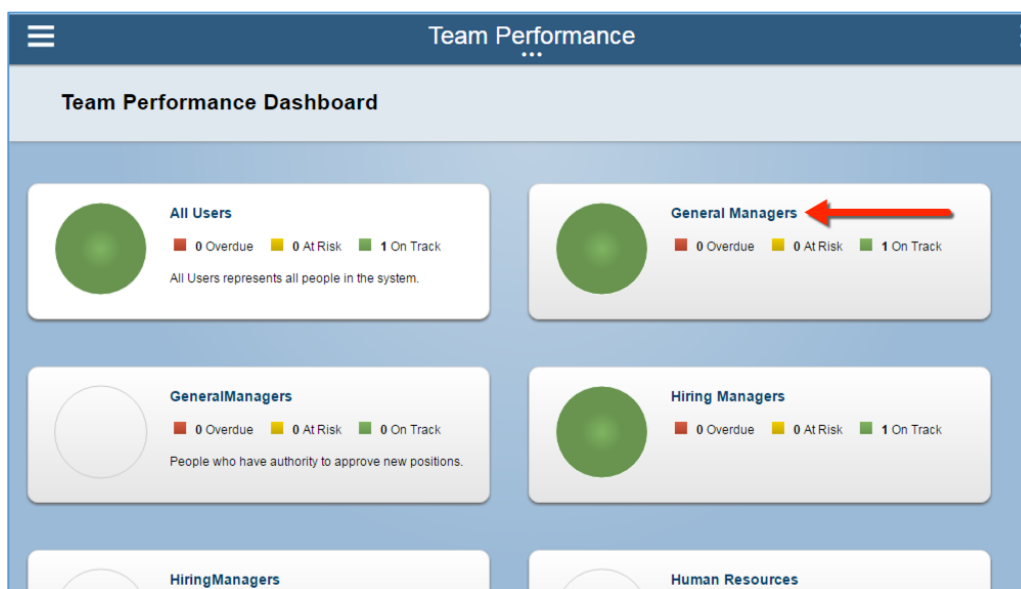 Team Performance
Team Performance Dashboard
All Users
0 Overdue 0 At Risk 1 On Track
All Users represents all people in the system.
General Managers
0 Overdue 0 At Risk 1 On Track
GeneralManagers
0 Overdue 0 At Risk 0 On Track
People who have authority to approve new positions.
Hiring Managers
0 Overdue 0 At Risk 1 On Track
HiringManagers
Human Resources